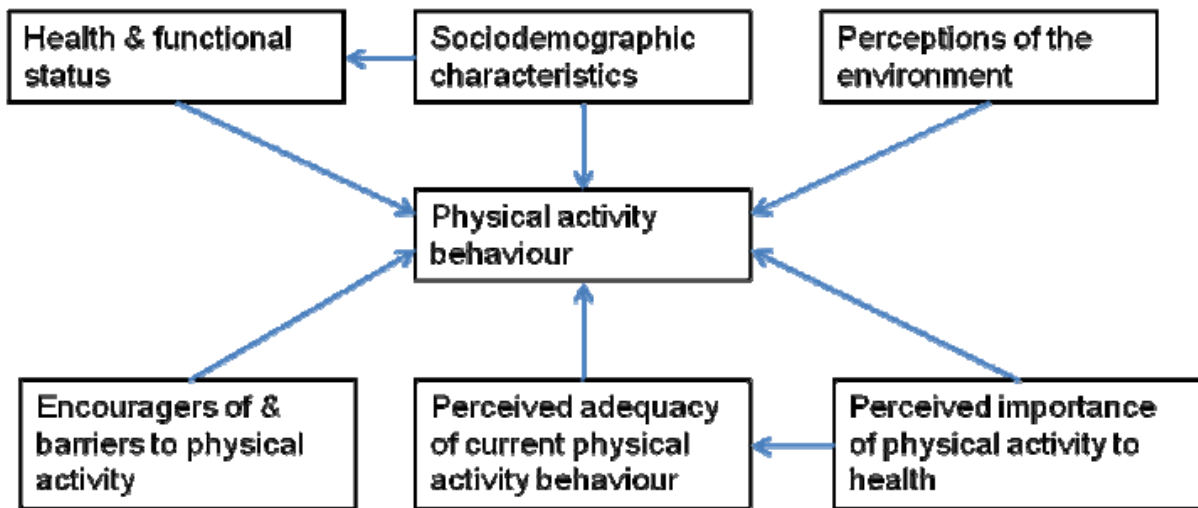 Health & functional
status
Sociodemographic
characteristics
Perceptions of the
environment
Physical activity
behaviour
Encouragers of &
barriers to physical
activity
Perceived adequacy
of current physical
activity behaviour
Perceived importance
of physical activity to
health